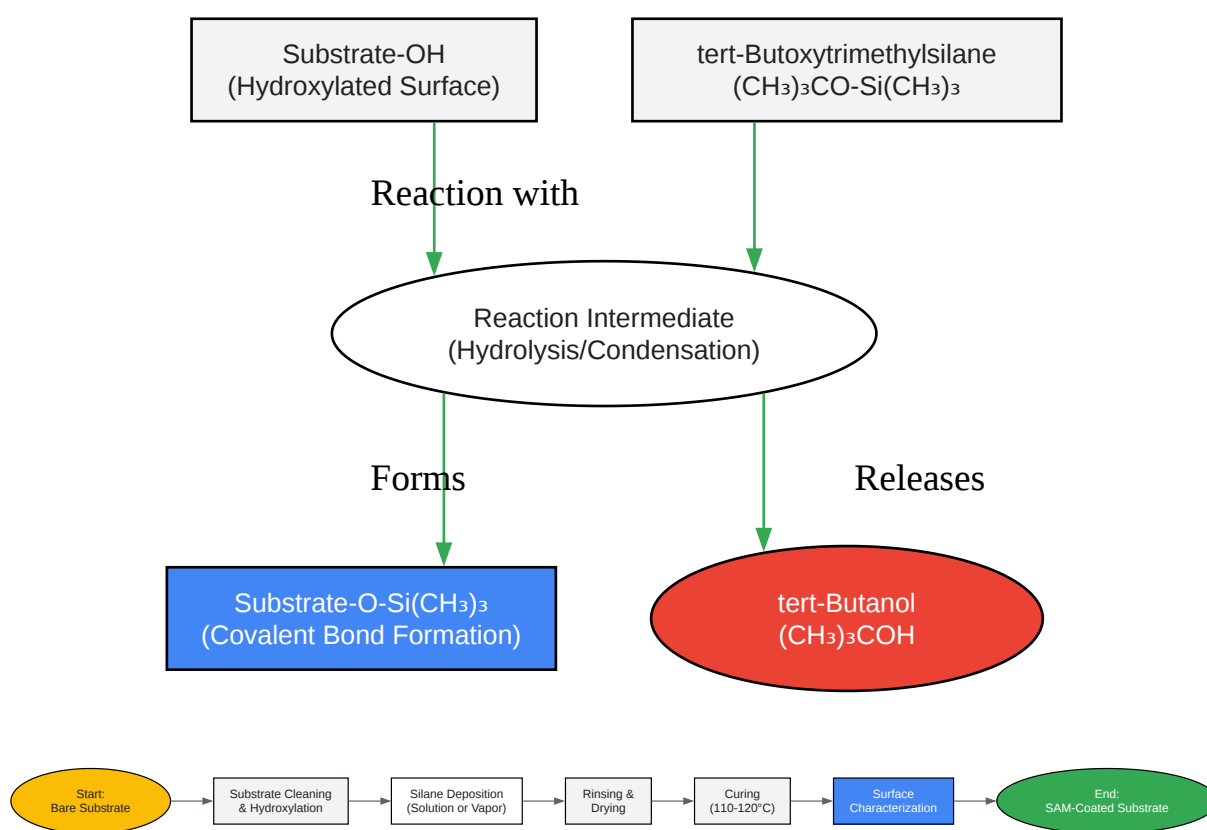 Substrate-OH
(Hydroxylated Surface)
tert-Butoxytrimethylsilane
(CH₃)₃CO-Si(CH₃)₃
Reaction with
Reaction Intermediate
(Hydrolysis/Condensation)
Forms
Releases
Substrate-O-Si(CH₃)₃
(Covalent Bond Formation)
tert-Butanol
(CH₃)₃COH
Start:
Bare Substrate
Substrate Cleaning
& Hydroxylation
Silane Deposition
(Solution or Vapor)
Rinsing &
Drying
Curing
(110-120°C)
Surface
Characterization
End:
SAM-Coated Substrate